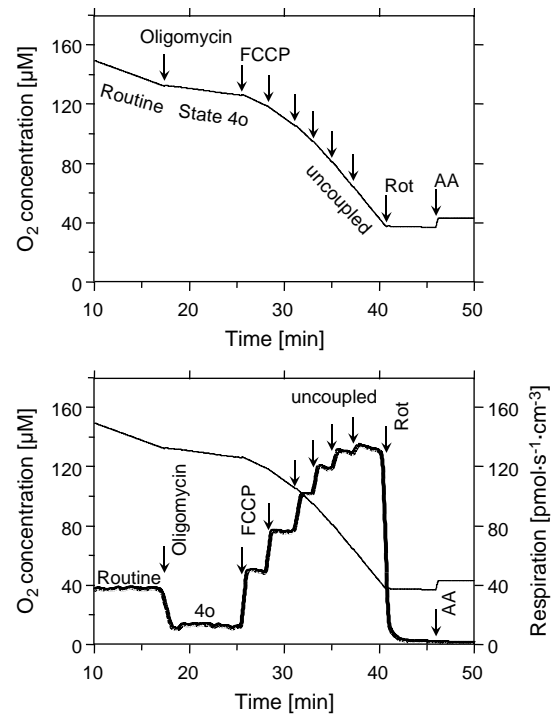 160
120
80
40
0
O2 concentration [µM]
Oligomycin
FCCP
Routine
State 4o
uncoupled
Rot
AA
10 20 30 40 50
Time [min]
160
120
80
40
0
O2 concentration [µM]
Routine
Oligomycin
4o
FCCP
uncoupled
Rot
AA
160
120
80
40
0
Respiration [pmol·s-1·cm-3]
10 20 30 40 50
Time [min]